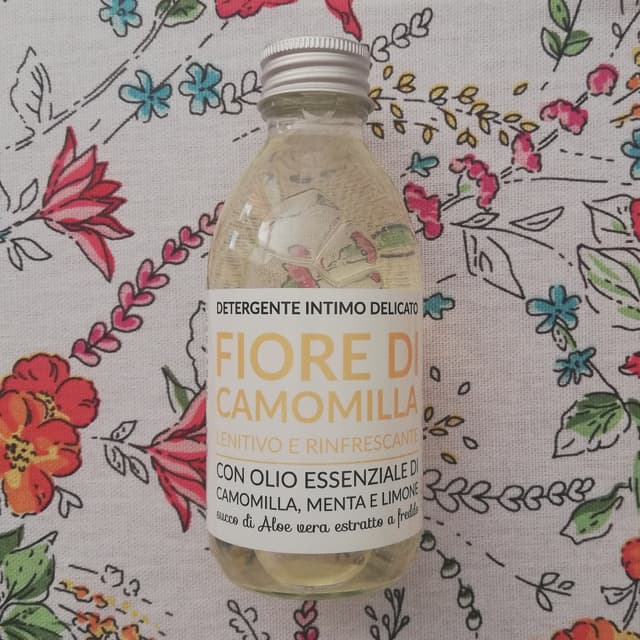 DETERGENTE INTIMO DELICATO
FIORE DI
CAMOMILLA
LENITIVO E RINFRESCANTE
CON OLIO ESSENZIALE DI
CAMOMILLA, MENTA E LIMONE
succo di Aloe vera estratto a freddo